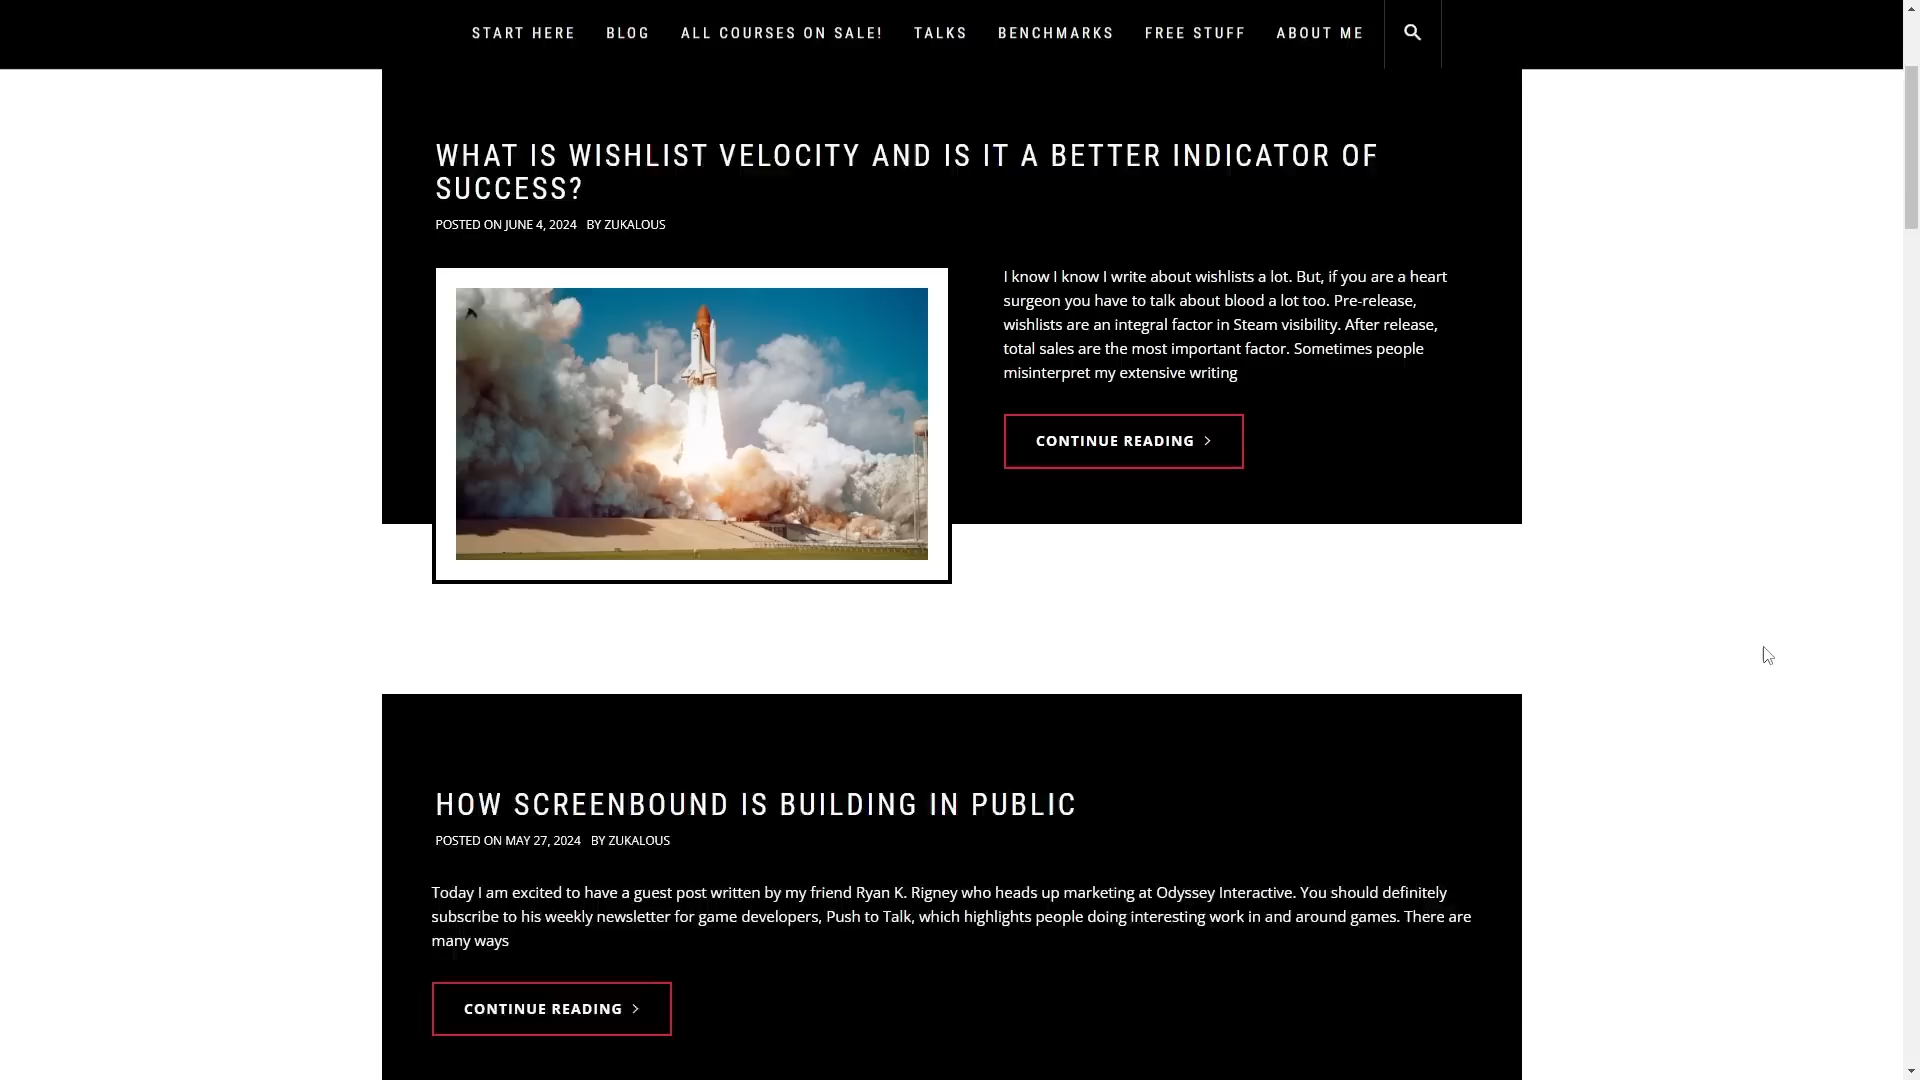 START HERE BLOG ALL COURSES ON SALE! TALKS BENCHMARKS FREE STUFF ABOUT ME
WHAT IS WISHLIST VELOCITY AND IS IT A BETTER INDICATOR OF
SUCCESS?
POSTED ON JUNE 4, 2024 BY ZUKALOUS
I know I know I write about wishlists a lot. But, if you are a heart
surgeon you have to talk about blood a lot too. Pre-release,
wishlists are an integral factor in Steam visibility. After release,
total sales are the most important factor. Sometimes people
misinterpret my extensive writing
CONTINUE READING >
HOW SCREENBOUND IS BUILDING IN PUBLIC
POSTED ON MAY 27, 2024 BY ZUKALOUS
Today I am excited to have a guest post written by my friend Ryan K. Rigney who heads up marketing at Odyssey Interactive. You should definitely
subscribe to his weekly newsletter for game developers, Push to Talk, which highlights people doing interesting work in and around games. There are
many ways
CONTINUE READING >